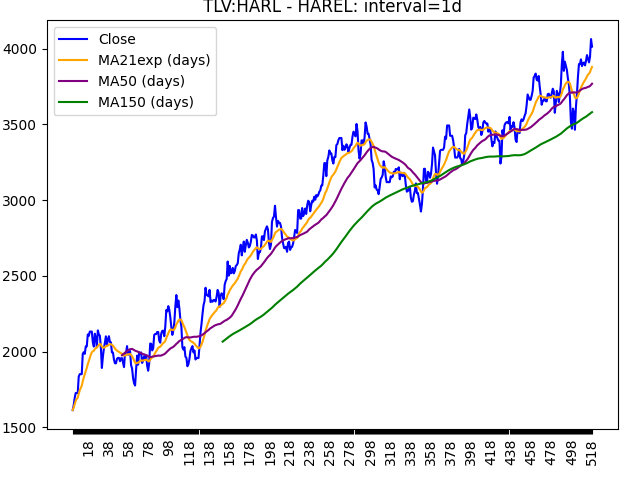 TLV:HARL - HAREL: interval=1d
Close
MA21exp (days)
MA50 (days)
MA150 (days)
4000
3500
3000
2500
2000
1500
18 38 58 78 98 118 138 158 178 198 218 238 258 278 298 318 338 358 378 398 418 438 458 478 498 518